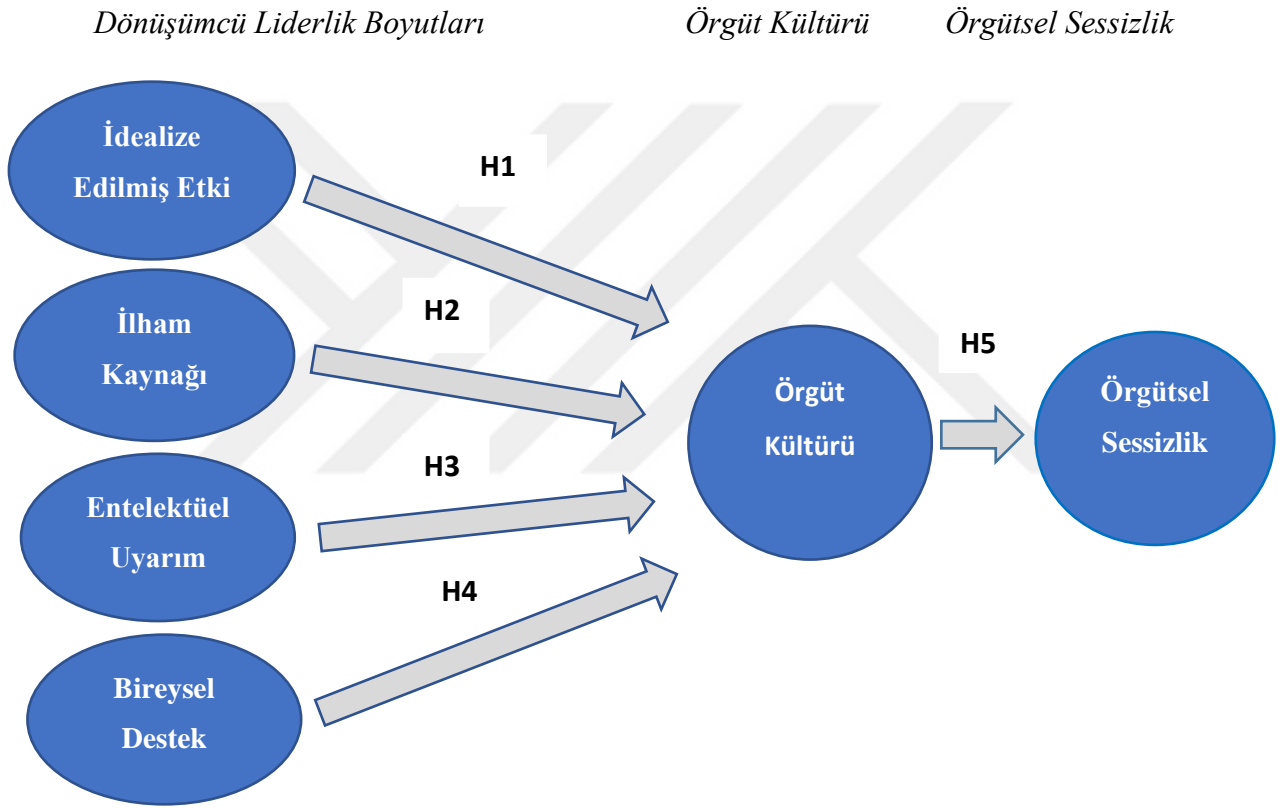 Dönüşümcü Liderlik Boyutları
Örgüt Kültürü
Örgütsel Sessizlik
İdealize
Edilmiş Etki
H1
İlham
Kaynağı
H2
Entelektüel
Uyarım
H3
Bireysel
Destek
H4
Örgüt
Kültürü
H5
Örgütsel
Sessizlik